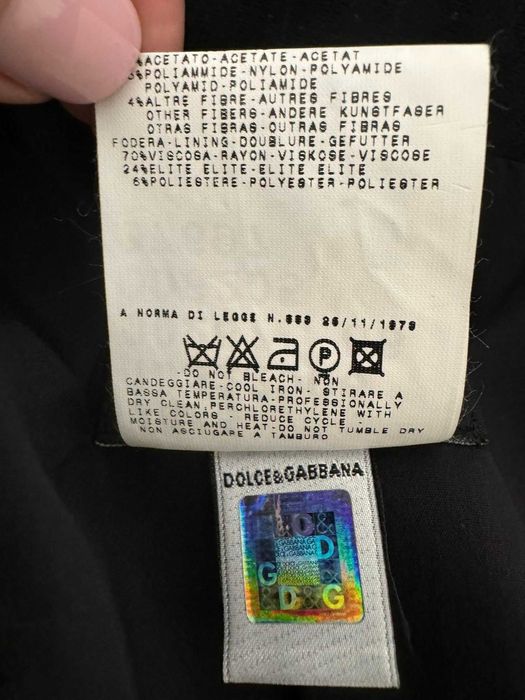 %ACETATO-ACETATE-ACETAT
%POLIAMMIDE-NYLON-POLYAMIDE
POLYAMID-POLIAMIDE
4%ALTRE FIBRE-AUTRES FIBRES
OTHER FIBERS-ANDERE KUNSTFASER
OTRAS FIBRAS-OUTRAS FIBRAS
FODERA-LINING-DOUBLURE-GEFUTTER
70%VISCOSA-RAYON-VISKOSE-VISCOSE
24%ELITE ELITE-ELITE ELITE
6%POLIESTERE-POLYESTER-POLIESTER
A NORMA DI LEGGE N.883 26/11/1973
P
-DO NOT BLEACH- NON
CANDEGGIARE-COOL IRON- STIRARE A
BASSA TEMPERATURA-PROFESSIONALLY
DRY CLEAN,PERCHLORETHYLENE WITH
LIKE COLORS - REDUCE CYCLE -
MOISTURE AND HEAT-DO NOT TUMBLE DRY
NON ASCIUGARE A TAMBURO
DOLCE&GABBANA
D &
D
G
D & G